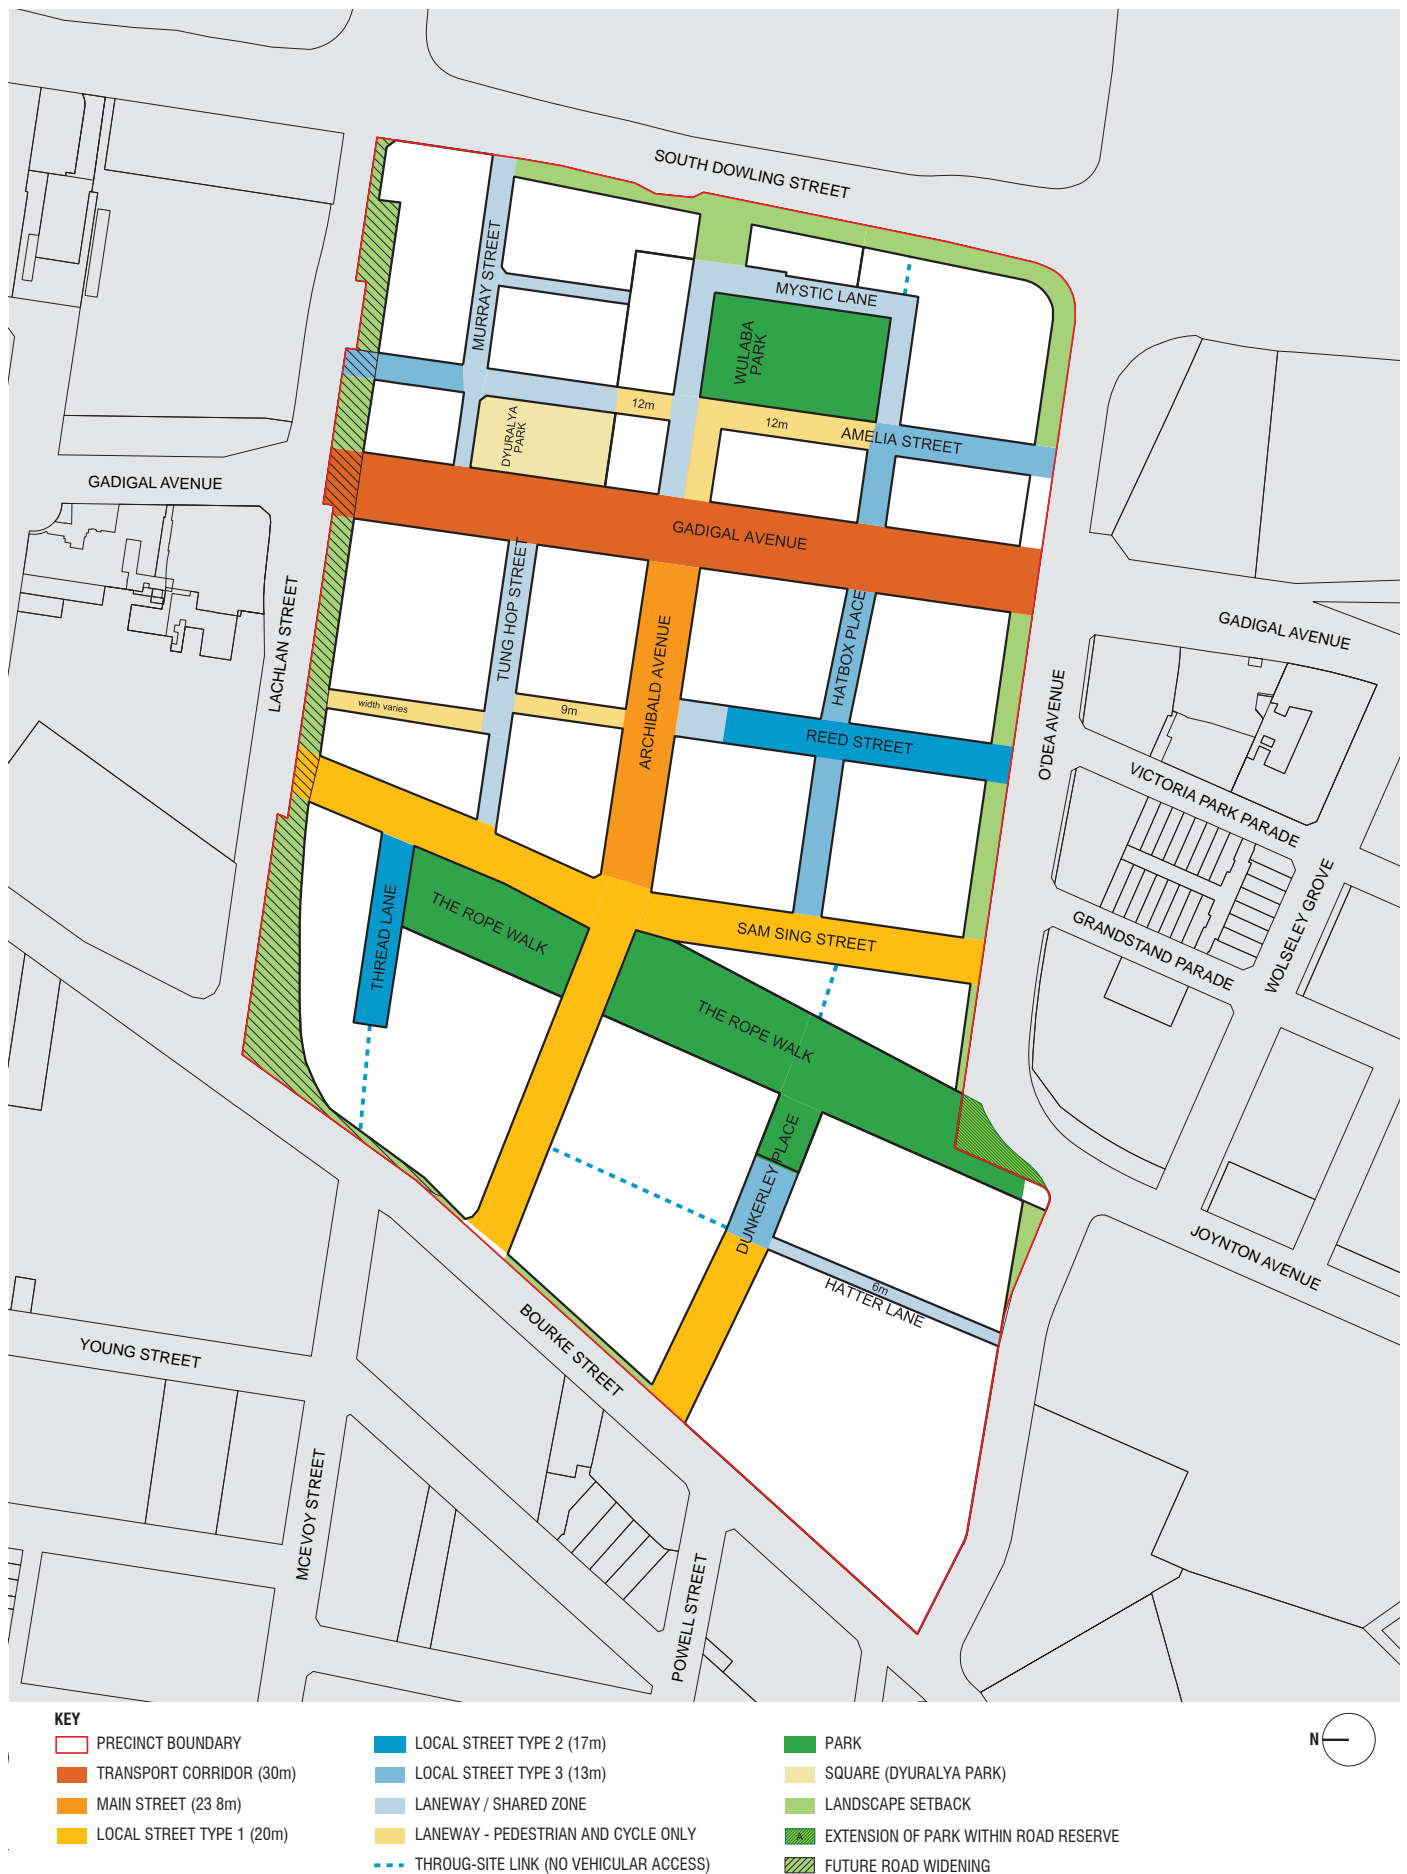 SOUTH DOWLING STREET
MURRAY STREET
MYSTIC LANE
WULABA
PARK
12m
12m
AMELIA STREET
DYURALYA
PARK
GADIGAL AVENUE
GADIGAL AVENUE
TUNG HOP STREET
LACHLAN STREET
HATBOX PLACE
GADIGAL AVENUE
ARCHIBALD AVENUE
O'DEA AVENUE
width varies
9m
REED STREET
VICTORIA PARK PARADE
WOLSELEY GROVE
THREAD LANE
THE ROPE WALK
SAM SING STREET
GRANDSTAND PARADE
THE ROPE WALK
DUNKERLEY PLACE
JOYNTON AVENUE
6m
HATTER LANE
BOURKE STREET
YOUNG STREET
MCEVOY STREET
POWELL STREET
KEY
PRECINCT BOUNDARY
TRANSPORT CORRIDOR (30m)
MAIN STREET (23 8m)
LOCAL STREET TYPE 1 (20m)
LOCAL STREET TYPE 2 (17m)
LOCAL STREET TYPE 3 (13m)
LANEWAY / SHARED ZONE
LANEWAY - PEDESTRIAN AND CYCLE ONLY
THROUG-SITE LINK (NO VEHICULAR ACCESS)
PARK
SQUARE (DYURALYA PARK)
LANDSCAPE SETBACK
A
EXTENSION OF PARK WITHIN ROAD RESERVE
FUTURE ROAD WIDENING
N